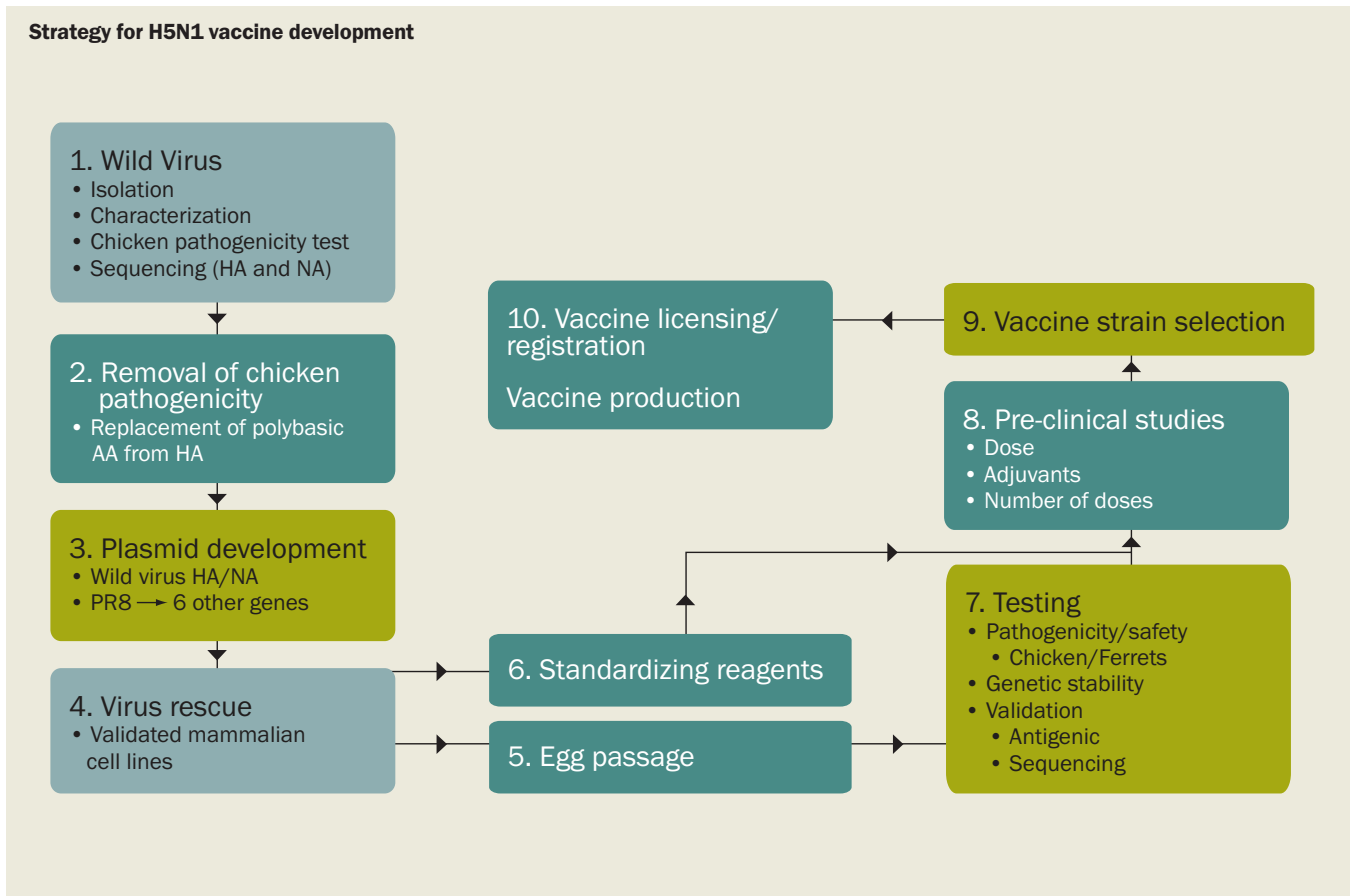 Strategy for H5N1 vaccine development
1. Wild Virus
• Isolation
• Characterization
• Chicken pathogenicity test
• Sequencing (HA and NA)
2. Removal of chicken
pathogenicity
• Replacement of polybasic
AA from HA
3. Plasmid development
• Wild virus HA/NA
• PR8 → 6 other genes
4. Virus rescue
• Validated mammalian
cell lines
5. Egg passage
6. Standardizing reagents
7. Testing
• Pathogenicity/safety
• Chicken/Ferrets
• Genetic stability
• Validation
• Antigenic
• Sequencing
8. Pre-clinical studies
• Dose
• Adjuvants
• Number of doses
9. Vaccine strain selection
10. Vaccine licensing/
registration
Vaccine production